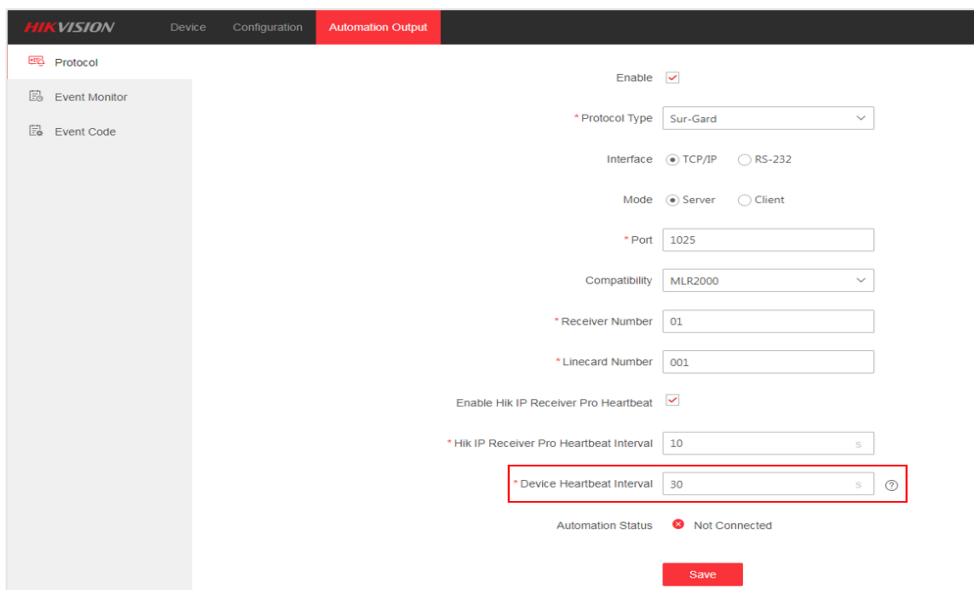 HIKVISION Device Configuration Automation Output
Protocol
Event Monitor
Event Code
Enable
* Protocol Type Sur-Gard
Interface TCP/IP RS-232
Mode Server Client
* Port 1025
Compatibility MLR2000
* Receiver Number 01
* Linecard Number 001
Enable Hik IP Receiver Pro Heartbeat
* Hik IP Receiver Pro Heartbeat Interval 10 s
* Device Heartbeat Interval 30 s ?
Automation Status Not Connected
Save